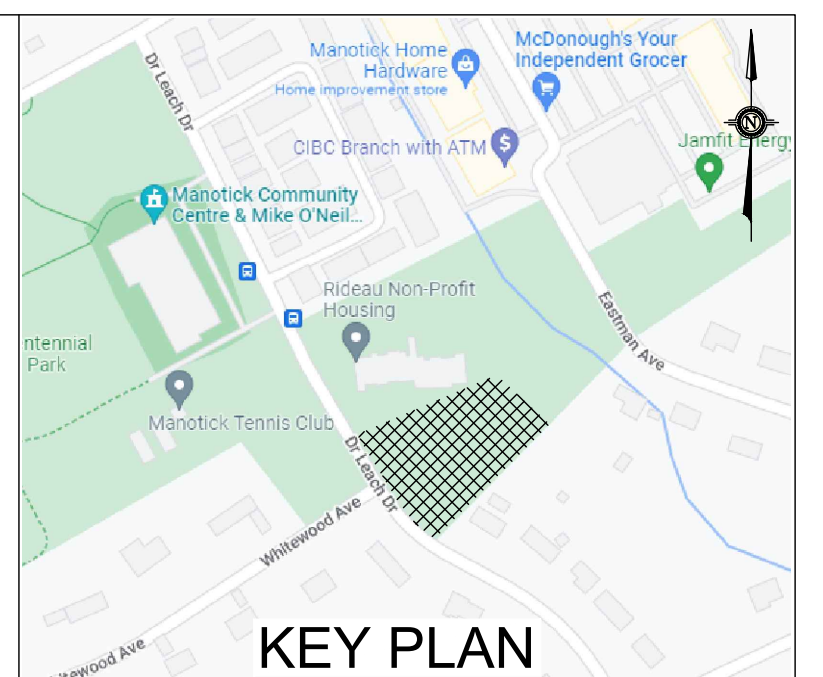 Manotick Home
Hardware
Home improvement store
McDonough's Your
Independent Grocer
Dr Leach Dr
N
CIBC Branch with ATM
$
Jamfit Energy
Manotick Community
Centre & Mike O'Neil...
Rideau Non-Profit
Housing
Eastman Ave
ntennial
Park
Manotick Tennis Club
Dr Leach Dr
Whitewood Ave
itewood Ave
KEY PLAN